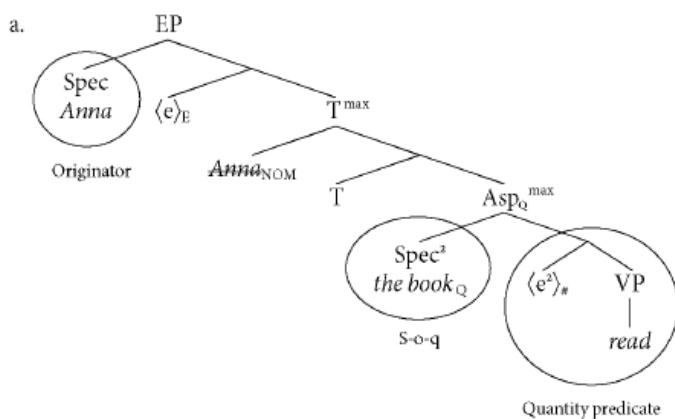 a.
EP
Spec
Anna
⟨e⟩E
Tmax
Originator
AnnaNOM
T
AspQmax
Spec²
the bookQ
⟨e²⟩#
VP
S-o-q
read
Quantity predicate